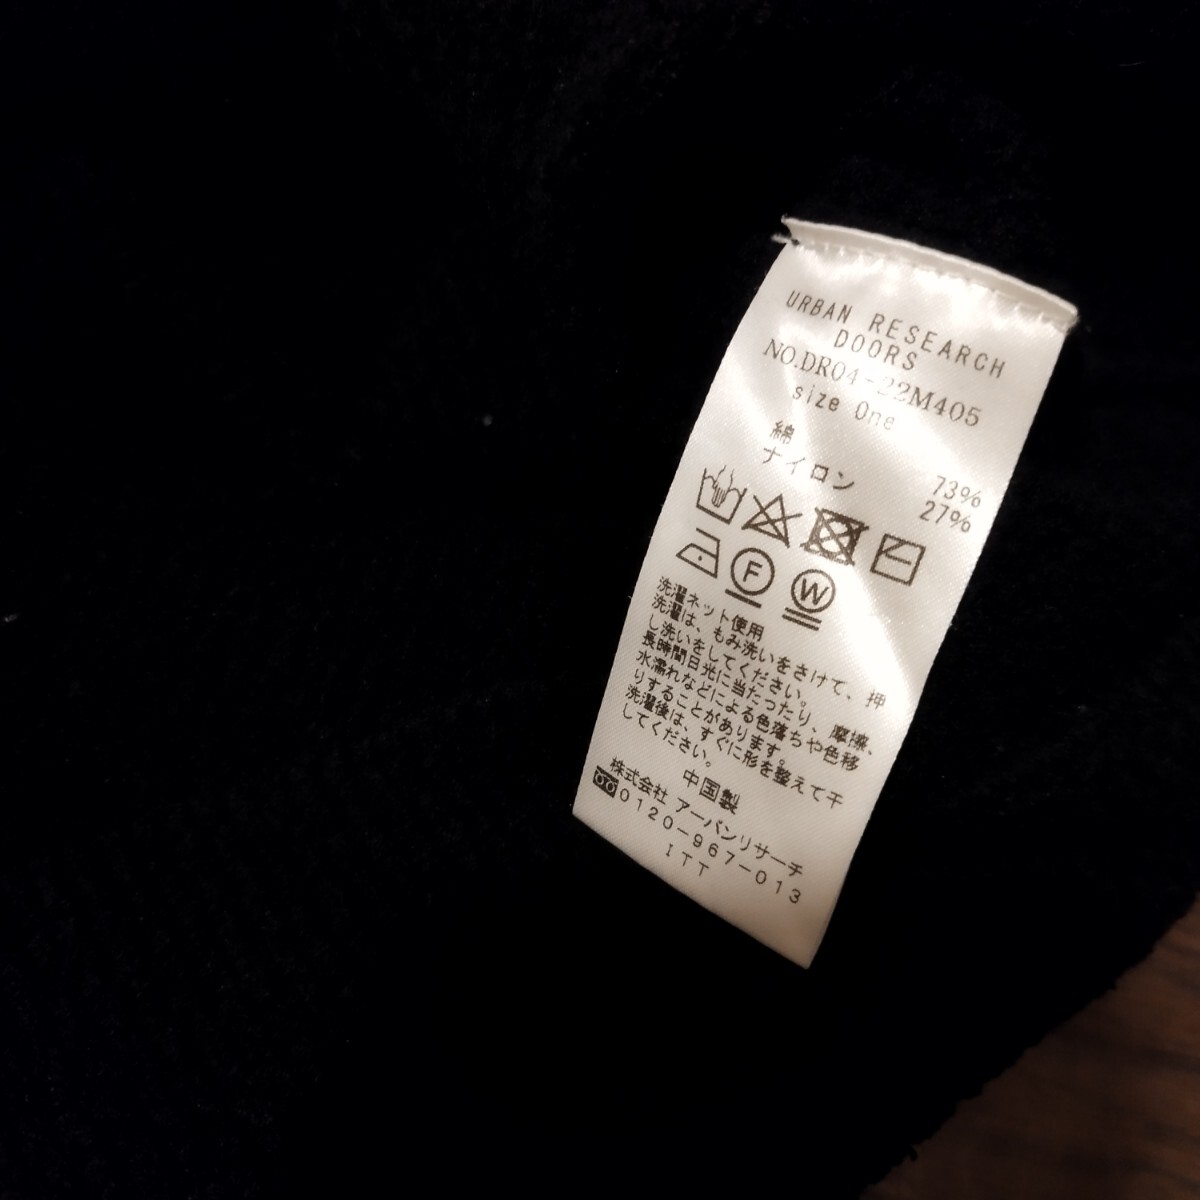 URBAN RESEARCH
DOORS
NO.DR04-22M405
size One
綿 73%
ナイロン 27%
F W
洗濯ネット使用
洗濯は、もみ洗いをさけて、押
し洗いをしてください。
長時間日光に当たったり、摩擦、
水濡れなどによる色落ちや色移
りすることがあります。
洗濯後は、すぐに形を整えて干
してください。
中国製
株式会社 アーバンリサーチ
0120-967-013
ITT